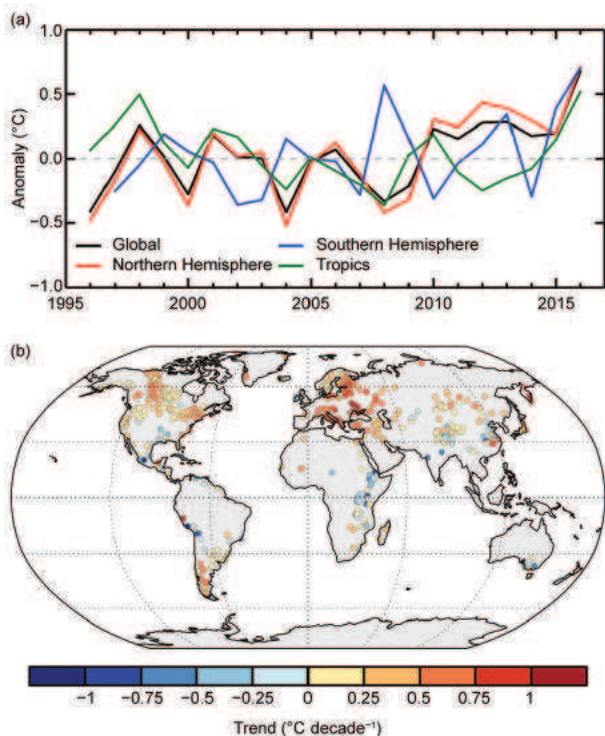 (a)
1.0
0.5
0.0
−0.5
−1.0
Anomaly (°C)
Global
Southern Hemisphere
Northern Hemisphere
Tropics
1995 2000 2005 2010 2015
(b)
−1 −0.75 −0.5 −0.25 0 0.25 0.5 0.75 1
Trend (°C decade⁻¹)